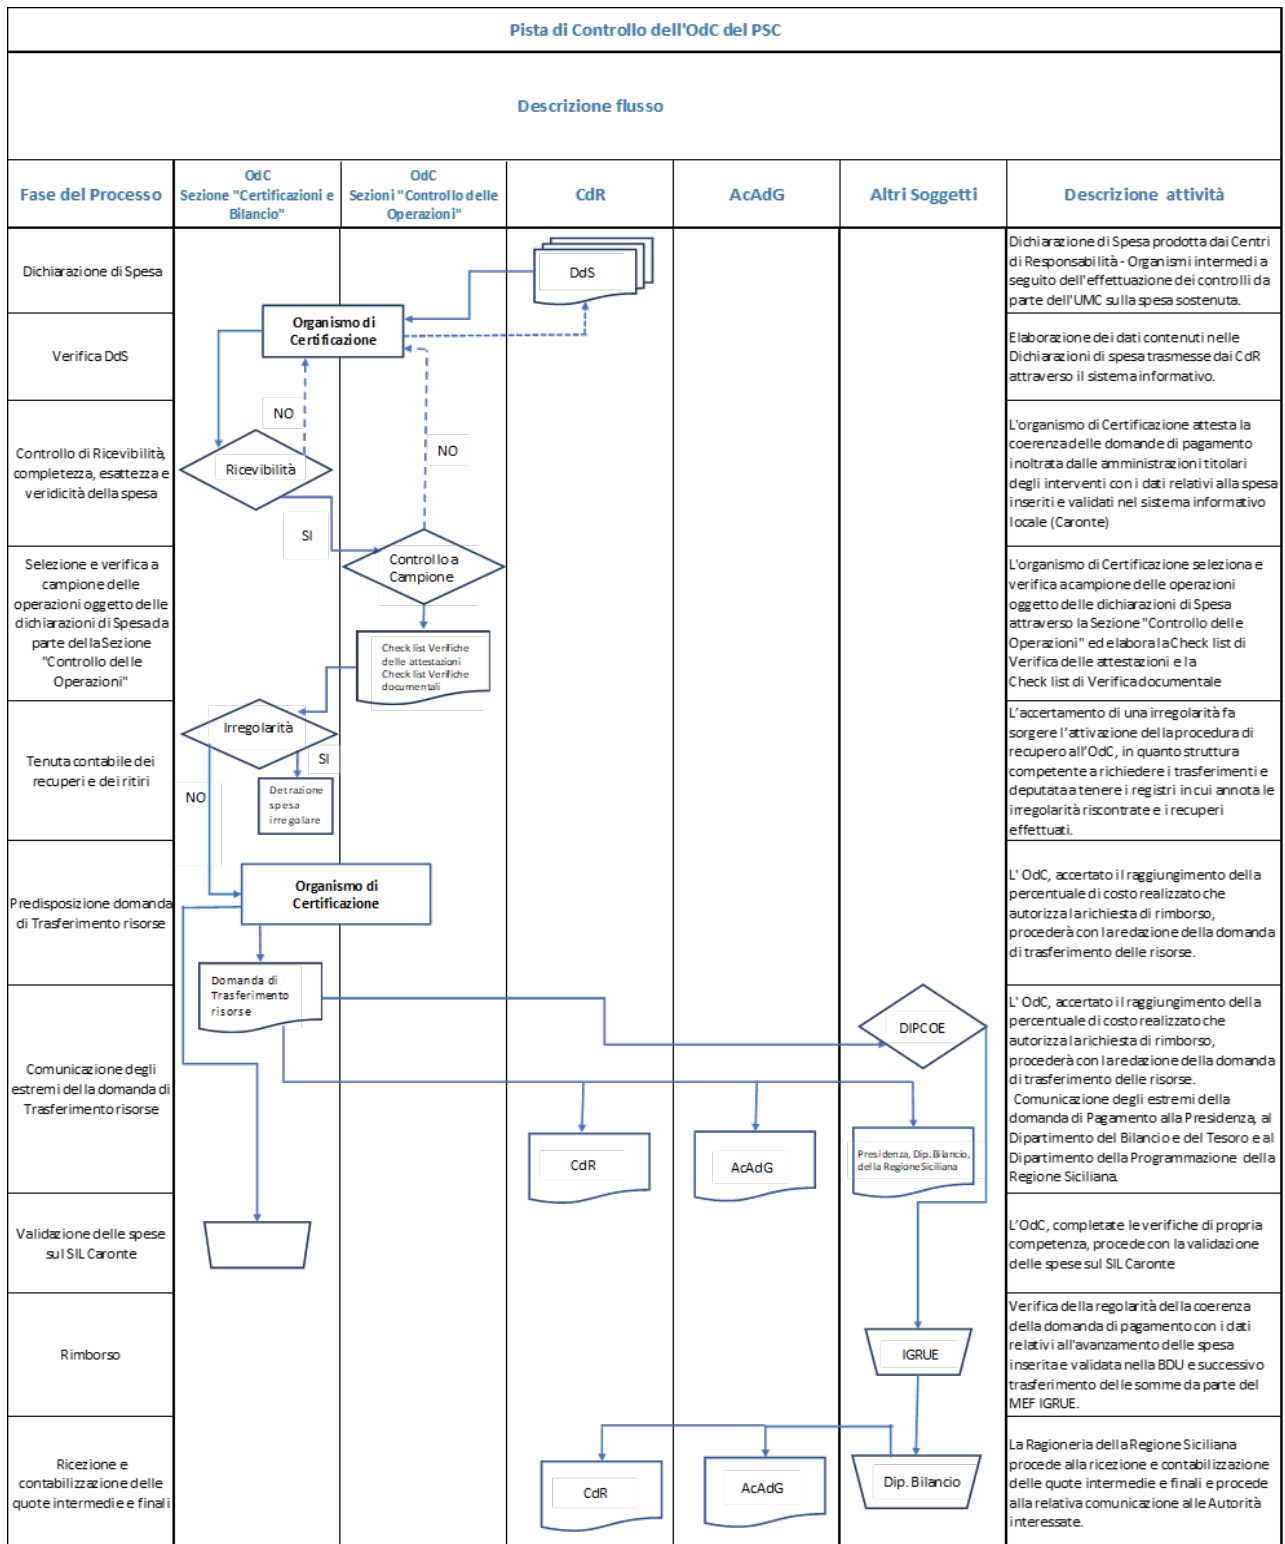 Pista di Controllo dell'OdC del PSC
Descrizione flusso
Fase del Processo
OdC
Sezione "Certificazioni e
Bilancio"
OdC
Sezioni "Controllo delle
Operazioni"
CdR
AcAdG
Altri Soggetti
Descrizione attività
Dichiarazione di Spesa
DdS
Dichiarazione di Spesa prodotta dai Centri
di Responsabilità - Organismi intermedi a
seguito dell'effettuazione dei controlli da
parte dell'UMC sulla spesa sostenuta.
Organismo di
Certificazione
Verifica DdS
Elaborazione dei dati contenuti nelle
Dichiarazioni di spesa trasmesse dai CdR
attraverso il sistema informativo.
NO
NO
Controllo di Ricevibilità,
completezza, esattezza e
veridicità della spesa
Ricevibilità
SI
L'organismo di Certificazione attesta la
coerenza delle domande di pagamento
inoltrata dalle amministrazioni titolari
degli interventi con i dati relativi alla spesa
inseriti e validati nel sistema informativo
locale (Caronte)
Selezione e verifica a
campione delle
operazioni oggetto delle
dichiarazioni di Spesa da
parte della Sezione
"Controllo delle
Operazioni"
Controllo a
Campione
Check list Verifiche
delle attestazioni
Check list Verifiche
documentali
L'organismo di Certificazione seleziona e
verifica a campione delle operazioni
oggetto delle dichiarazioni di Spesa
attraverso la Sezione "Controllo delle
Operazioni" ed elabora la Check list di
Verifica delle attestazioni e la
Check list di Verifica documentale
Tenuta contabile dei
recuperi e dei ritiri
Irregolarità
SI
NO
Detrazione
spesa
irregolare
L'accertamento di una irregolarità fa
sorgere l'attivazione della procedura di
recupero all'OdC, in quanto struttura
competente a richiedere i trasferimenti e
deputata a tenere i registri in cui annota le
irregolarità riscontrate e i recuperi
effettuati.
Predisposizione domanda
di Trasferimento risorse
Organismo di
Certificazione
Domanda di
Trasferimento
risorse
L' OdC, accertato il raggiungimento della
percentuale di costo realizzato che
autorizza la richiesta di rimborso,
procederà con la redazione della domanda
di trasferimento delle risorse.
Comunicazione degli
estremi della domanda di
Trasferimento risorse
DIPCOE
CdR
AcAdG
Presidenza, Dip. Bilancio,
della Regione Siciliana
L' OdC, accertato il raggiungimento della
percentuale di costo realizzato che
autorizza la richiesta di rimborso,
procederà con la redazione della domanda
di trasferimento delle risorse.
Comunicazione degli estremi della
domanda di Pagamento alla Presidenza, al
Dipartimento del Bilancio e del Tesoro e al
Dipartimento della Programmazione della
Regione Siciliana.
Validazione delle spese
sul SIL Caronte
L'OdC, completate le verifiche di propria
competenza, procede con la validazione
delle spese sul SIL Caronte
Rimborso
IGRUE
Verifica della regolarità della coerenza
della domanda di pagamento con i dati
relativi all'avanzamento delle spesa
inserita e validata nella BDU e successivo
trasferimento delle somme da parte del
MEF IGRUE.
Ricezione e
contabilizzazione delle
quote intermedie e finali
CdR
AcAdG
Dip. Bilancio
La Ragioneria della Regione Siciliana
procede alla ricezione e contabilizzazione
delle quote intermedie e finali e procede
alla relativa comunicazione alle Autorità
interessate.